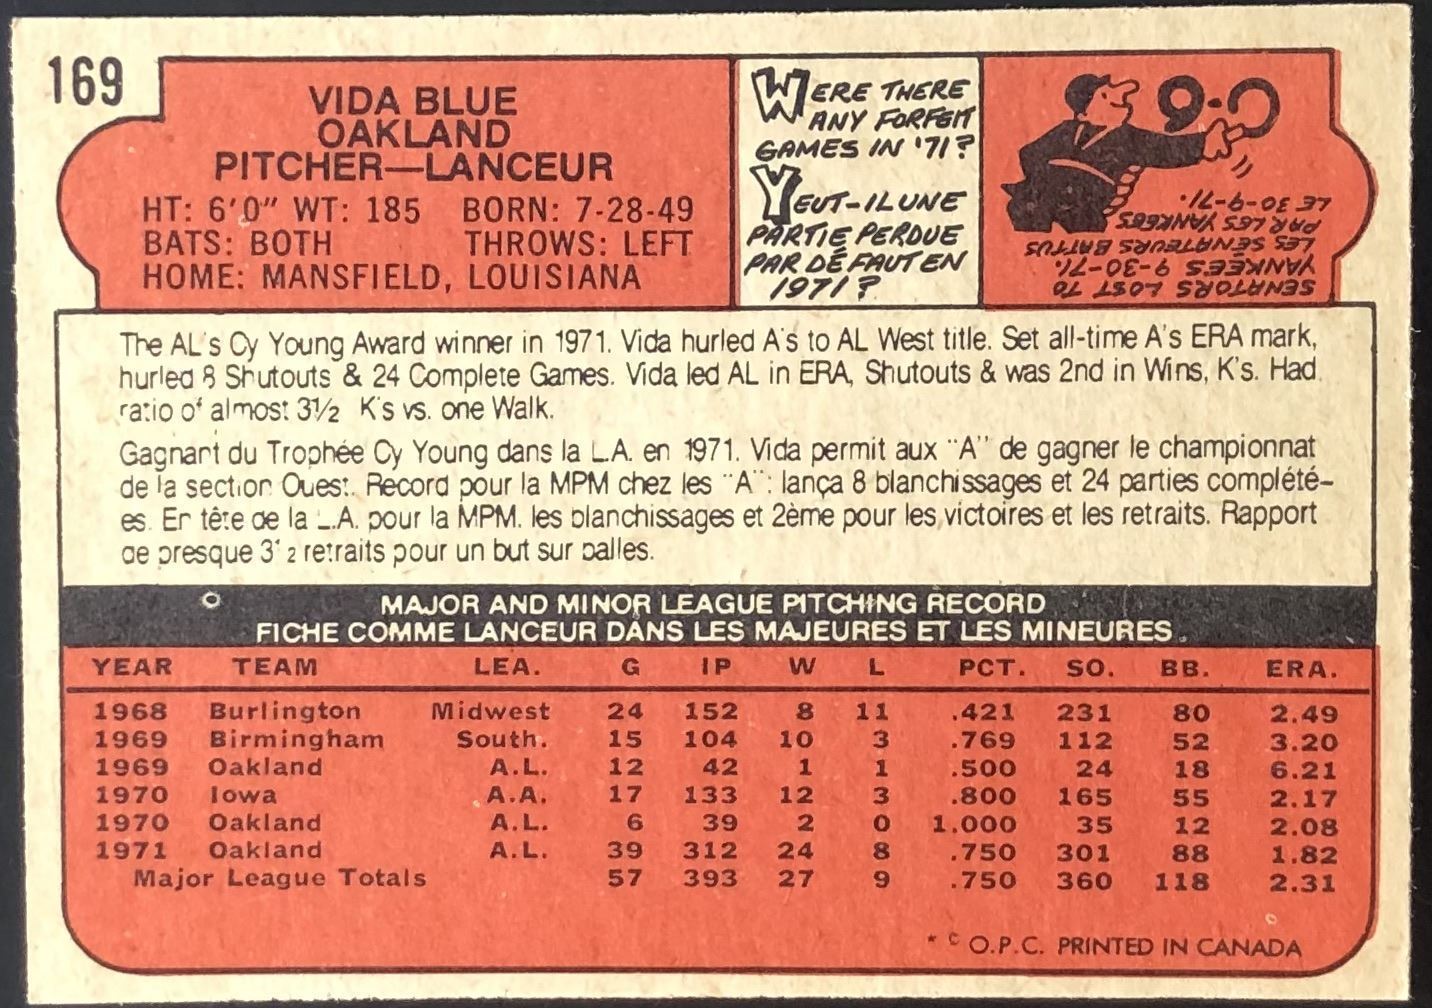 169
VIDA BLUE
OAKLAND
PITCHER—LANCEUR
HT: 6'0" WT: 185 BORN: 7-28-49
BATS: BOTH THROWS: LEFT
HOME: MANSFIELD, LOUISIANA
WERE THERE
ANY FORFEIT
GAMES IN '71?
YEUT-IL UNE
PARTIE PERDUE
PAR DÉFAUT EN
1971?
SENATORS LOST TO
YANKEES 9-30-71.
LES SÉNATEURS BATTUS
PAR LES YANKEES
LE 30-9-71.
9-0
The AL's Cy Young Award winner in 1971. Vida hurled A's to AL West title. Set all-time A's ERA mark,
hurled 8 Shutouts & 24 Complete Games. Vida led AL in ERA, Shutouts & was 2nd in Wins, K's. Had
ratio of almost 3½ K's vs. one Walk.
Gagnant du Trophée Cy Young dans la L.A. en 1971. Vida permit aux "A" de gagner le championnat
de la section Ouest. Record pour la MPM chez les "A": lança 8 blanchissages et 24 parties complété-
es. En tête de la L.A. pour la MPM, les blanchissages et 2ème pour les victoires et les retraits. Rapport
de presque 3½ retraits pour un but sur balles.
MAJOR AND MINOR LEAGUE PITCHING RECORD
FICHE COMME LANCEUR DANS LES MAJEURES ET LES MINEURES.
YEAR TEAM LEA. G IP W L PCT. SO. BB. ERA.
1968 Burlington Midwest 24 152 8 11 .421 231 80 2.49
1969 Birmingham South. 15 104 10 3 .769 112 52 3.20
1969 Oakland A.L. 12 42 1 1 .500 24 18 6.21
1970 Iowa A.A. 17 133 12 3 .800 165 55 2.17
1970 Oakland A.L. 6 39 2 0 1.000 35 12 2.08
1971 Oakland A.L. 39 312 24 8 .750 301 88 1.82
Major League Totals 57 393 27 9 .750 360 118 2.31
* © O.P.C. PRINTED IN CANADA